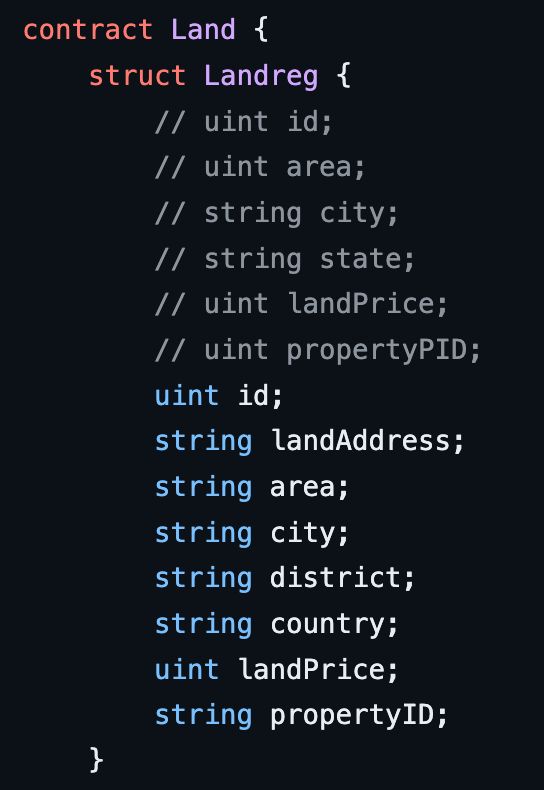 contract Land {
    struct Landreg {
        // uint id;
        // uint area;
        // string city;
        // string state;
        // uint landPrice;
        // uint propertyPID;
        uint id;
        string landAddress;
        string area;
        string city;
        string district;
        string country;
        uint landPrice;
        string propertyID;
    }